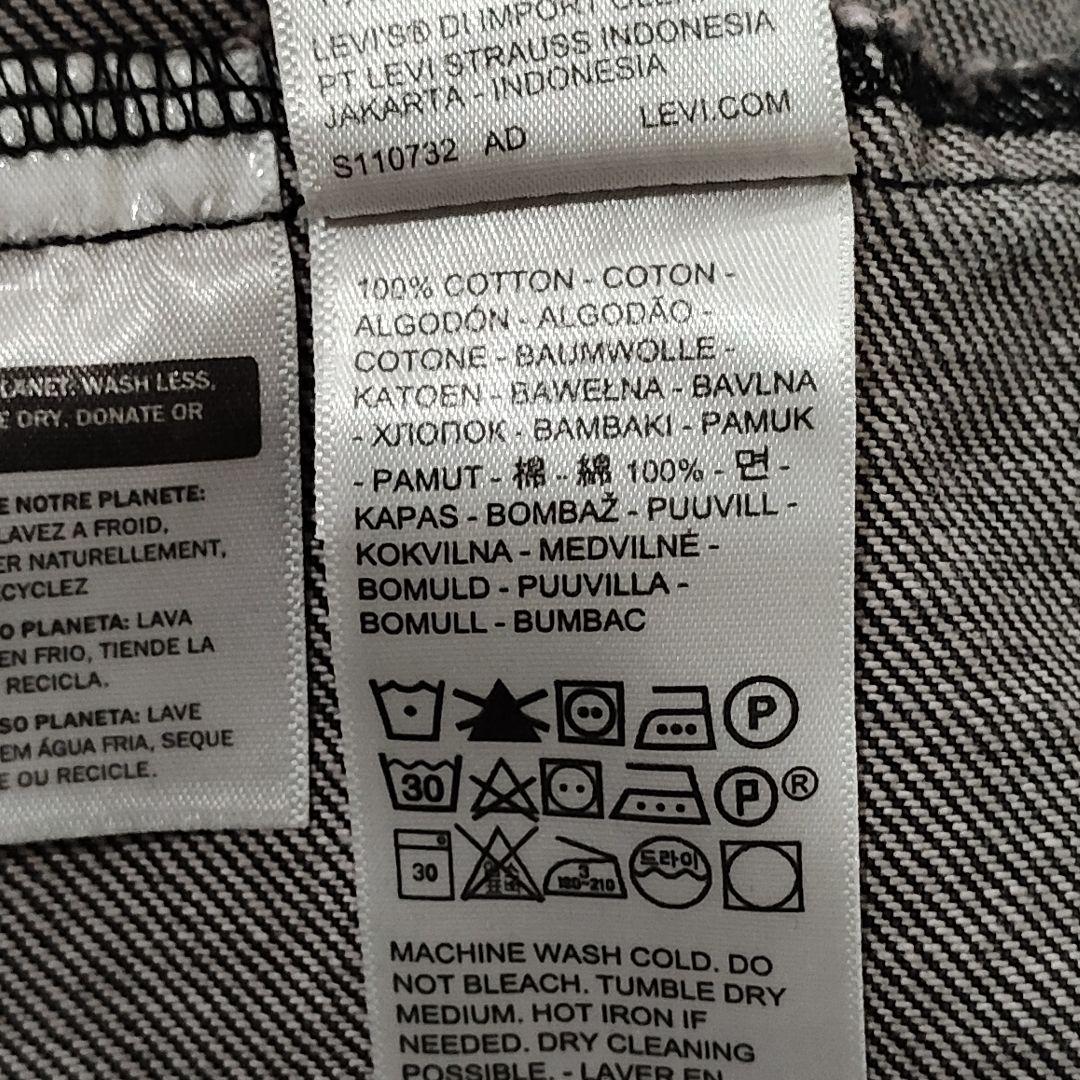 LEVI'S® DI IMPORT
PT LEVI STRAUSS INDONESIA
JAKARTA - INDONESIA
S110732 AD LEVI.COM
100% COTTON - COTON -
ALGODÓN - ALGODÃO -
COTONE - BAUMWOLLE -
KATOEN - BAWEŁNA - BAVLNA
- ХЛОПОК - BAMBAKI - PAMUK
- PAMUT - 棉 - 綿 100% - 면 -
KAPAS - BOMBAŽ - PUUVILL -
KOKVILNA - MEDVILNĖ -
BOMULD - PUUVILLA -
BOMULL - BUMBAC
P
30 P ®
30 3 180~210 드라이
MACHINE WASH COLD. DO
NOT BLEACH. TUMBLE DRY
MEDIUM. HOT IRON IF
NEEDED. DRY CLEANING
POSSIBLE. - LAVER EN
PLANET: WASH LESS,
DRY, DONATE OR
NOTRE PLANETE:
LAVEZ A FROID,
NATURELLEMENT,
PLANETA: LAVA
EN FRIO, TIENDE LA
RECICLA.
PLANETA: LAVE
EM ÁGUA FRIA, SEQUE
OU RECICLE.